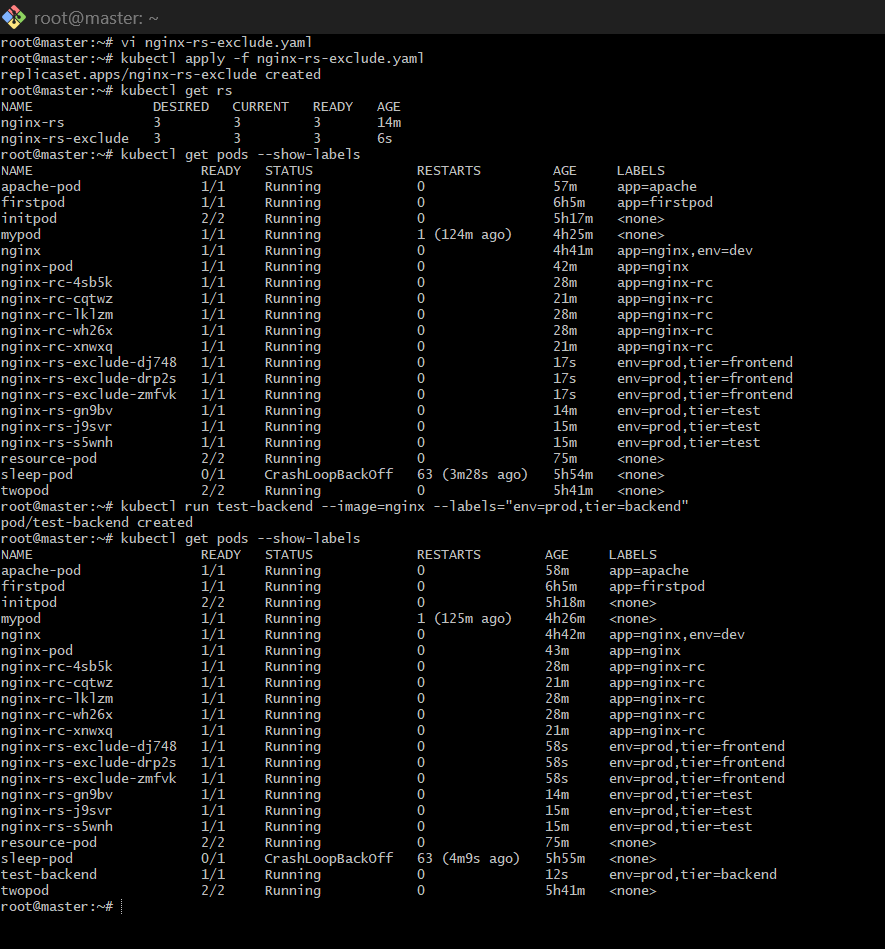 root@master: ~
root@master:~# vi nginx-rs-exclude.yaml
root@master:~# kubectl apply -f nginx-rs-exclude.yaml
replicaset.apps/nginx-rs-exclude created
root@master:~# kubectl get rs
NAME               DESIRED   CURRENT   READY   AGE
nginx-rs           3         3         3       14m
nginx-rs-exclude   3         3         3       6s
root@master:~# kubectl get pods --show-labels
NAME                     READY   STATUS             RESTARTS         AGE     LABELS
apache-pod               1/1     Running            0                57m     app=apache
firstpod                 1/1     Running            0                6h5m    app=firstpod
initpod                  2/2     Running            0                5h17m   <none>
mypod                    1/1     Running            1 (124m ago)     4h25m   <none>
nginx                    1/1     Running            0                4h41m   app=nginx,env=dev
nginx-pod                1/1     Running            0                42m     app=nginx
nginx-rc-4sb5k           1/1     Running            0                28m     app=nginx-rc
nginx-rc-cqtwz           1/1     Running            0                21m     app=nginx-rc
nginx-rc-lklzm           1/1     Running            0                28m     app=nginx-rc
nginx-rc-wh26x           1/1     Running            0                28m     app=nginx-rc
nginx-rc-xnwxq           1/1     Running            0                21m     app=nginx-rc
nginx-rs-exclude-dj748   1/1     Running            0                17s     env=prod,tier=frontend
nginx-rs-exclude-drp2s   1/1     Running            0                17s     env=prod,tier=frontend
nginx-rs-exclude-zmfvk   1/1     Running            0                17s     env=prod,tier=frontend
nginx-rs-gn9bv           1/1     Running            0                14m     env=prod,tier=test
nginx-rs-j9svr           1/1     Running            0                15m     env=prod,tier=test
nginx-rs-s5wnh           1/1     Running            0                15m     env=prod,tier=test
resource-pod             2/2     Running            0                75m     <none>
sleep-pod                0/1     CrashLoopBackOff   63 (3m28s ago)   5h54m   <none>
twopod                   2/2     Running            0                5h41m   <none>
root@master:~# kubectl run test-backend --image=nginx --labels="env=prod,tier=backend"
pod/test-backend created
root@master:~# kubectl get pods --show-labels
NAME                     READY   STATUS             RESTARTS        AGE     LABELS
apache-pod               1/1     Running            0               58m     app=apache
firstpod                 1/1     Running            0               6h5m    app=firstpod
initpod                  2/2     Running            0               5h18m   <none>
mypod                    1/1     Running            1 (125m ago)    4h26m   <none>
nginx                    1/1     Running            0               4h42m   app=nginx,env=dev
nginx-pod                1/1     Running            0               43m     app=nginx
nginx-rc-4sb5k           1/1     Running            0               28m     app=nginx-rc
nginx-rc-cqtwz           1/1     Running            0               21m     app=nginx-rc
nginx-rc-lklzm           1/1     Running            0               28m     app=nginx-rc
nginx-rc-wh26x           1/1     Running            0               28m     app=nginx-rc
nginx-rc-xnwxq           1/1     Running            0               21m     app=nginx-rc
nginx-rs-exclude-dj748   1/1     Running            0               58s     env=prod,tier=frontend
nginx-rs-exclude-drp2s   1/1     Running            0               58s     env=prod,tier=frontend
nginx-rs-exclude-zmfvk   1/1     Running            0               58s     env=prod,tier=frontend
nginx-rs-gn9bv           1/1     Running            0               14m     env=prod,tier=test
nginx-rs-j9svr           1/1     Running            0               15m     env=prod,tier=test
nginx-rs-s5wnh           1/1     Running            0               15m     env=prod,tier=test
resource-pod             2/2     Running            0               75m     <none>
sleep-pod                0/1     CrashLoopBackOff   63 (4m9s ago)   5h55m   <none>
test-backend             1/1     Running            0               12s     env=prod,tier=backend
twopod                   2/2     Running            0               5h41m   <none>
root@master:~#